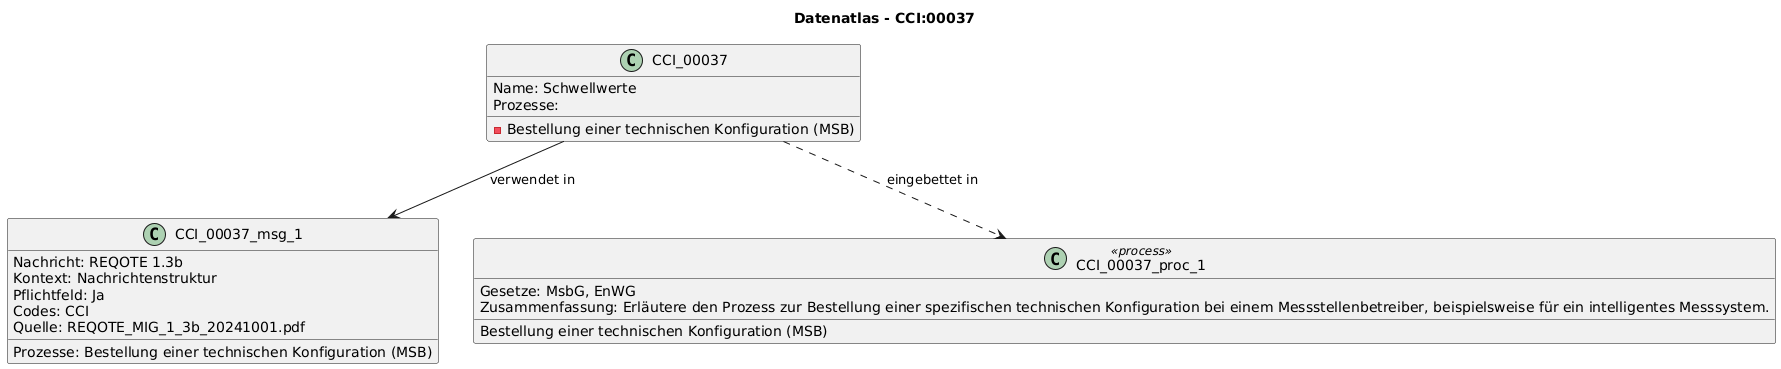 Datenatlas - CCI:00037
C CCI_00037
Name: Schwellwerte
Prozesse:
Bestellung einer technischen Konfiguration (MSB)
verwendet in
eingebettet in
C CCI_00037_msg_1
Nachricht: REQOTE 1.3b
Kontext: Nachrichtenstruktur
Pflichtfeld: Ja
Codes: CCI
Quelle: REQOTE_MIG_1_3b_20241001.pdf
Prozesse: Bestellung einer technischen Konfiguration (MSB)
«process»
C CCI_00037_proc_1
Gesetze: MsbG, EnWG
Zusammenfassung: Erläutere den Prozess zur Bestellung einer spezifischen technischen Konfiguration bei einem Messstellenbetreiber, beispielsweise für ein intelligentes Messsystem.
Bestellung einer technischen Konfiguration (MSB)